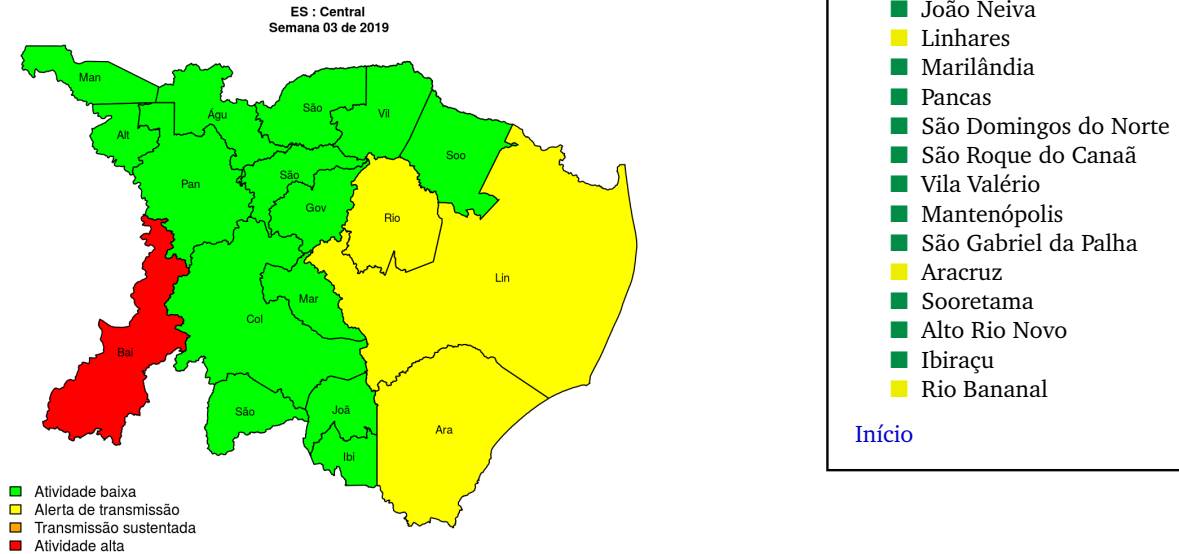 ES : Central
Semana 03 de 2019
Man
Águ
São
Vil
Alt
Soo
São
Pan
Gov
Rio
Lin
Mar
Col
Bai
São
Joã
Ara
Ibi
Atividade baixa
Alerta de transmissão
Transmissão sustentada
Atividade alta
João Neiva
Linhares
Marilândia
Pancas
São Domingos do Norte
São Roque do Canaã
Vila Valério
Mantenópolis
São Gabriel da Palha
Aracruz
Sooretama
Alto Rio Novo
Ibiraçu
Rio Bananal
Início